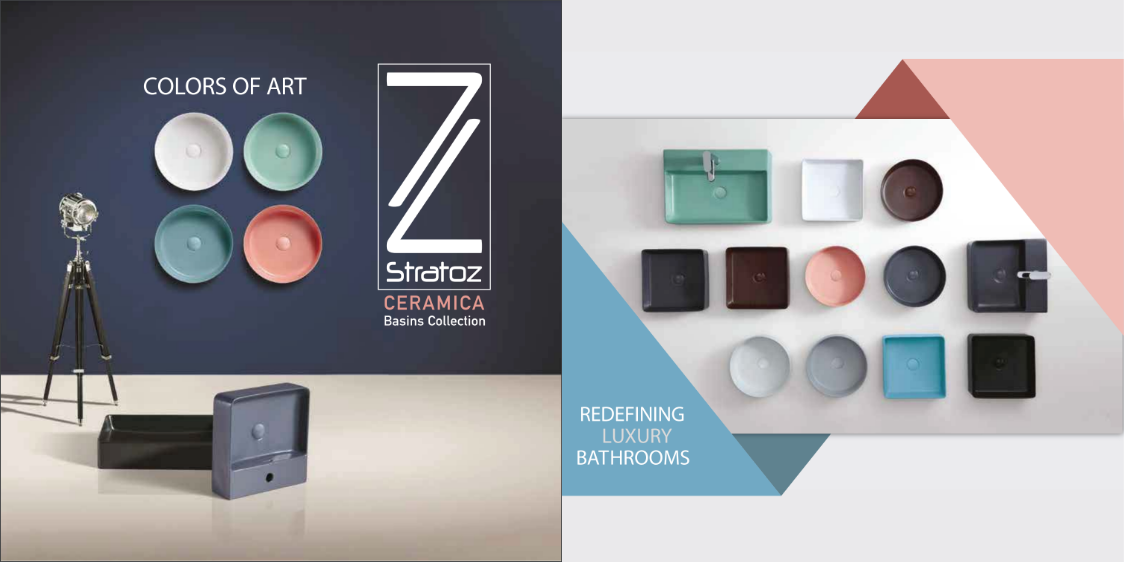 COLORS OF ART
Stratoz
CERAMICA
Basins Collection
REDEFINING
LUXURY
BATHROOMS